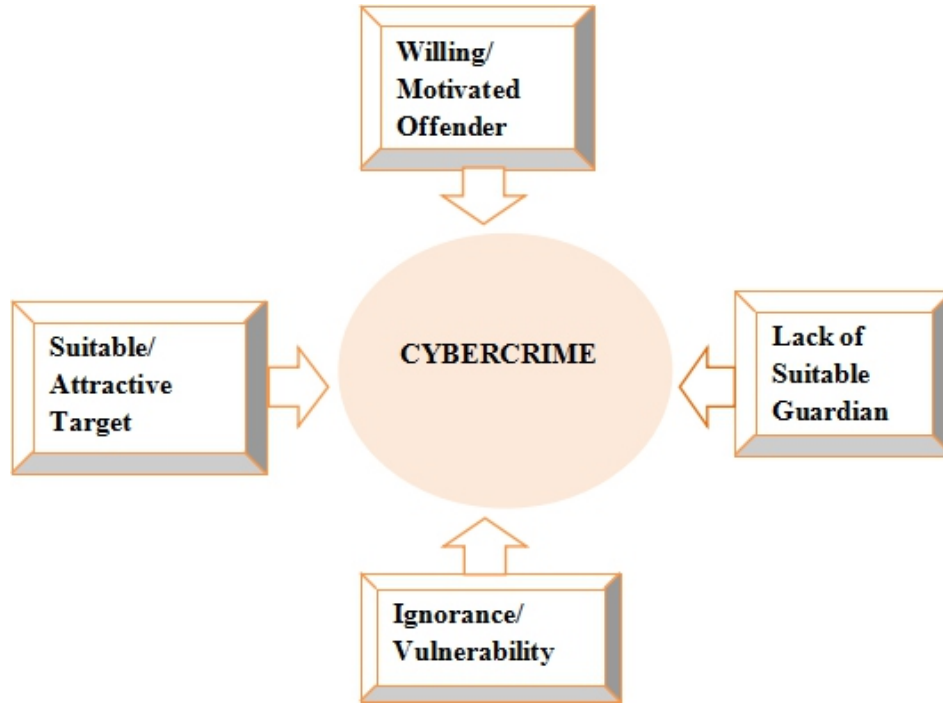 Willing/
Motivated
Offender
Suitable/
Attractive
Target
CYBERCRIME
Lack of
Suitable
Guardian
Ignorance/
Vulnerability